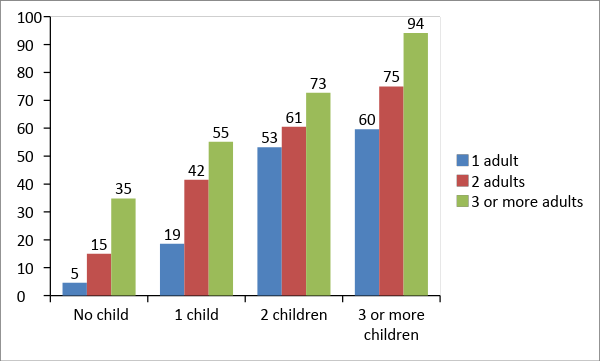 100
90
80
70
60
50
40
30
20
10
0
5
15
35
19
42
55
53
61
73
60
75
94
No child
1 child
2 children
3 or more
children
1 adult
2 adults
3 or more adults